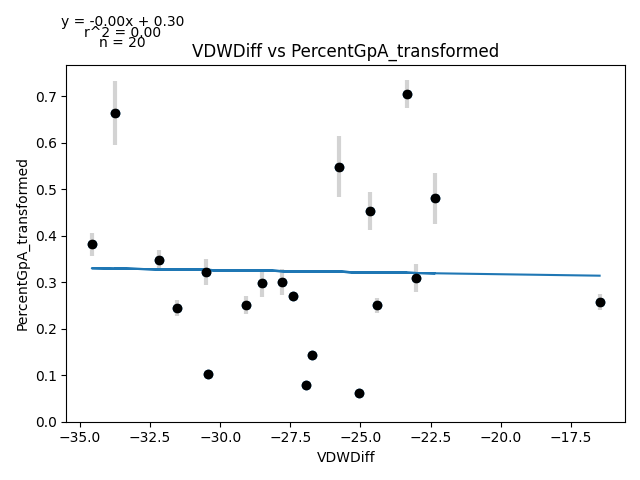 y = -0.00x + 0.30
r^2 = 0.00
n = 20
VDWDiff vs PercentGpA_transformed
PercentGpA_transformed
0.7
0.6
0.5
0.4
0.3
0.2
0.1
0.0
−35.0 −32.5 −30.0 −27.5 −25.0 −22.5 −20.0 −17.5
VDWDiff